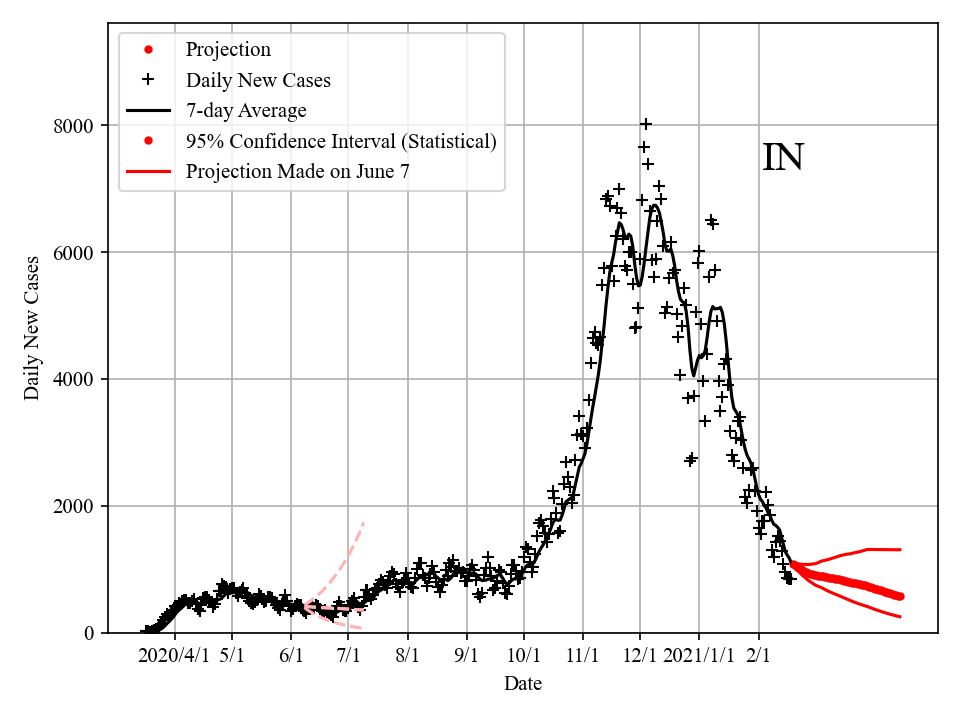 Projection
Daily New Cases
7-day Average
95% Confidence Interval (Statistical)
Projection Made on June 7
IN
8000
6000
4000
2000
0
Daily New Cases
2020/4/1 5/1 6/1 7/1 8/1 9/1 10/1 11/1 12/1 2021/1/1 2/1
Date